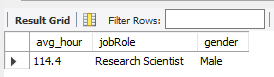 Result Grid Filter Rows:
avg_hour jobRole gender
114.4 Research Scientist Male